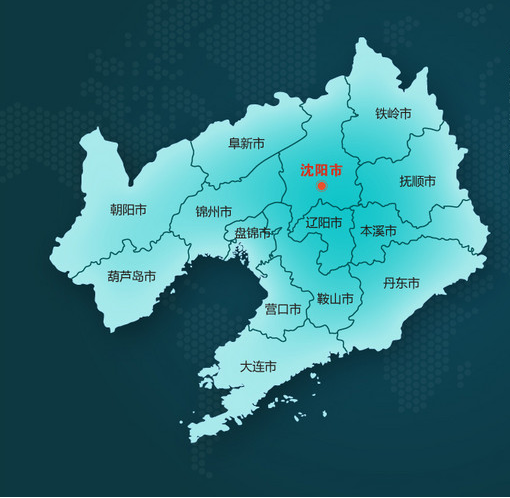 铁岭市
阜新市
沈阳市
抚顺市
朝阳市
锦州市
辽阳市
盘锦市
本溪市
葫芦岛市
丹东市
鞍山市
营口市
大连市